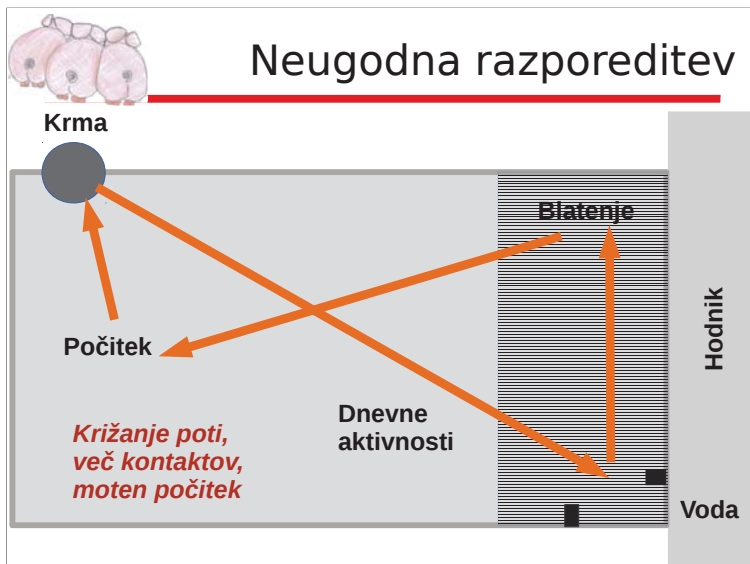 Neugodna razporeditev
Krma
Blatenje
Hodnik
Počitek
Dnevne
aktivnosti
Križanje poti,
več kontaktov,
moten počitek
Voda